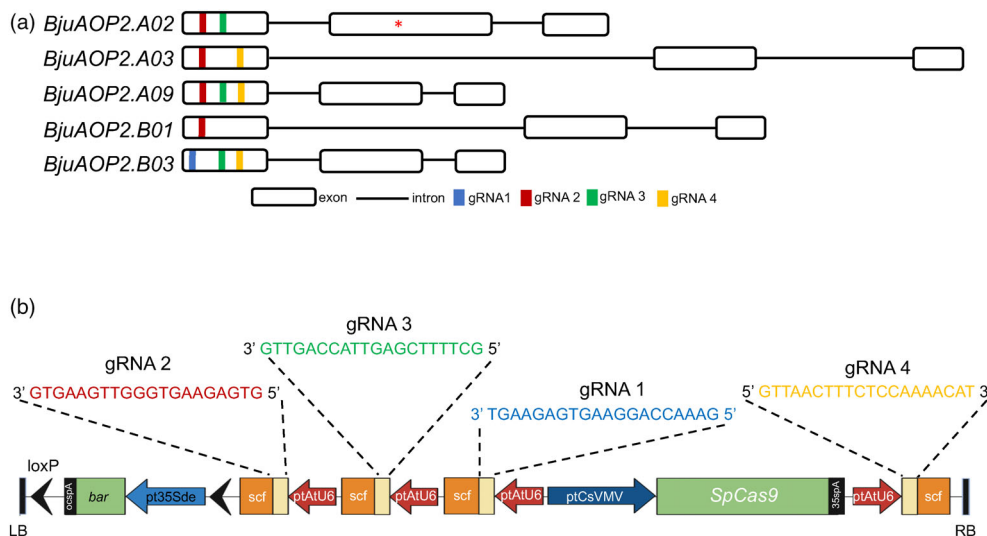 (a)
BjuAOP2.A02
*
BjuAOP2.A03
BjuAOP2.A09
BjuAOP2.B01
BjuAOP2.B03
exon intron gRNA1 gRNA 2 gRNA 3 gRNA 4
(b)
gRNA 3
3' GTTGACCATTGAGCTTTTCG 5'
gRNA 2
3' GTGAAGTTGGGTGAAGAGTG 5'
gRNA 1
3' TGAAGAGTGAAGGACCAAAG 5'
gRNA 4
5' GTTAACTTTCTCCAAAACAT 3'
loxP
ocspA bar pt35Sde scf ptAtU6 scf ptAtU6 scf ptAtU6 ptCsVMV SpCas9 35spA ptAtU6 scf
LB RB